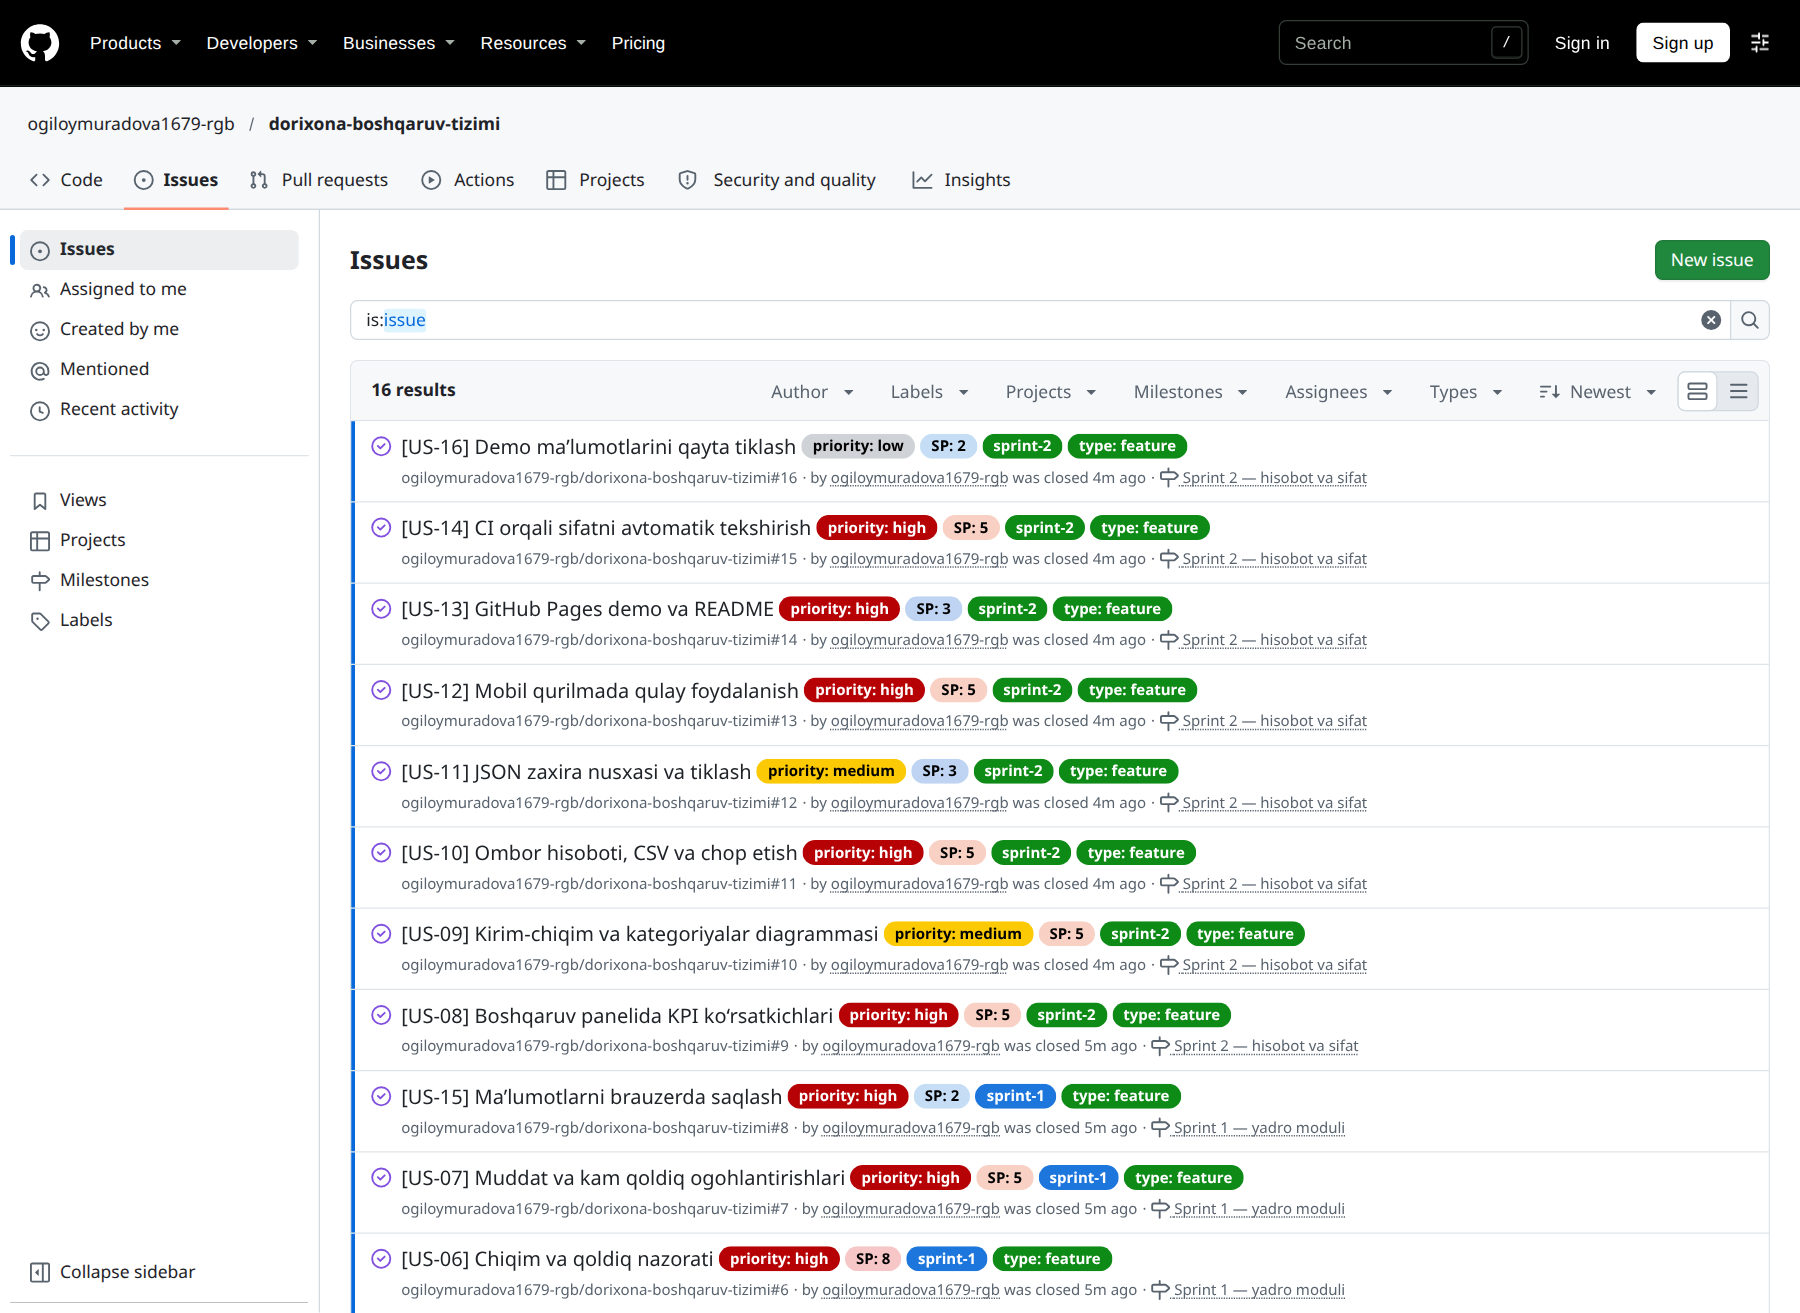 Products Developers Businesses Resources Pricing Search / Sign in Sign up
ogiloymuradova1679-rgb / dorixona-boshqaruv-tizimi
Code Issues Pull requests Actions Projects Security and quality Insights
Issues
Assigned to me
Created by me
Mentioned
Recent activity
Views
Projects
Milestones
Labels
Collapse sidebar
Issues New issue
is:issue
16 results Author Labels Projects Milestones Assignees Types Newest
[US-16] Demo ma’lumotlarini qayta tiklash priority: low SP: 2 sprint-2 type: feature
ogiloymuradova1679-rgb/dorixona-boshqaruv-tizimi#16 · by ogiloymuradova1679-rgb was closed 4m ago · Sprint 2 — hisobot va sifat
[US-14] CI orqali sifatni avtomatik tekshirish priority: high SP: 5 sprint-2 type: feature
ogiloymuradova1679-rgb/dorixona-boshqaruv-tizimi#15 · by ogiloymuradova1679-rgb was closed 4m ago · Sprint 2 — hisobot va sifat
[US-13] GitHub Pages demo va README priority: high SP: 3 sprint-2 type: feature
ogiloymuradova1679-rgb/dorixona-boshqaruv-tizimi#14 · by ogiloymuradova1679-rgb was closed 4m ago · Sprint 2 — hisobot va sifat
[US-12] Mobil qurilmada qulay foydalanish priority: high SP: 5 sprint-2 type: feature
ogiloymuradova1679-rgb/dorixona-boshqaruv-tizimi#13 · by ogiloymuradova1679-rgb was closed 4m ago · Sprint 2 — hisobot va sifat
[US-11] JSON zaxira nusxasi va tiklash priority: medium SP: 3 sprint-2 type: feature
ogiloymuradova1679-rgb/dorixona-boshqaruv-tizimi#12 · by ogiloymuradova1679-rgb was closed 4m ago · Sprint 2 — hisobot va sifat
[US-10] Ombor hisoboti, CSV va chop etish priority: high SP: 5 sprint-2 type: feature
ogiloymuradova1679-rgb/dorixona-boshqaruv-tizimi#11 · by ogiloymuradova1679-rgb was closed 4m ago · Sprint 2 — hisobot va sifat
[US-09] Kirim-chiqim va kategoriyalar diagrammasi priority: medium SP: 5 sprint-2 type: feature
ogiloymuradova1679-rgb/dorixona-boshqaruv-tizimi#10 · by ogiloymuradova1679-rgb was closed 4m ago · Sprint 2 — hisobot va sifat
[US-08] Boshqaruv panelida KPI ko‘rsatkichlari priority: high SP: 5 sprint-2 type: feature
ogiloymuradova1679-rgb/dorixona-boshqaruv-tizimi#9 · by ogiloymuradova1679-rgb was closed 5m ago · Sprint 2 — hisobot va sifat
[US-15] Ma’lumotlarni brauzerda saqlash priority: high SP: 2 sprint-1 type: feature
ogiloymuradova1679-rgb/dorixona-boshqaruv-tizimi#8 · by ogiloymuradova1679-rgb was closed 5m ago · Sprint 1 — yadro moduli
[US-07] Muddat va kam qoldiq ogohlantirishlari priority: high SP: 5 sprint-1 type: feature
ogiloymuradova1679-rgb/dorixona-boshqaruv-tizimi#7 · by ogiloymuradova1679-rgb was closed 5m ago · Sprint 1 — yadro moduli
[US-06] Chiqim va qoldiq nazorati priority: high SP: 8 sprint-1 type: feature
ogiloymuradova1679-rgb/dorixona-boshqaruv-tizimi#6 · by ogiloymuradova1679-rgb was closed 5m ago · Sprint 1 — yadro moduli